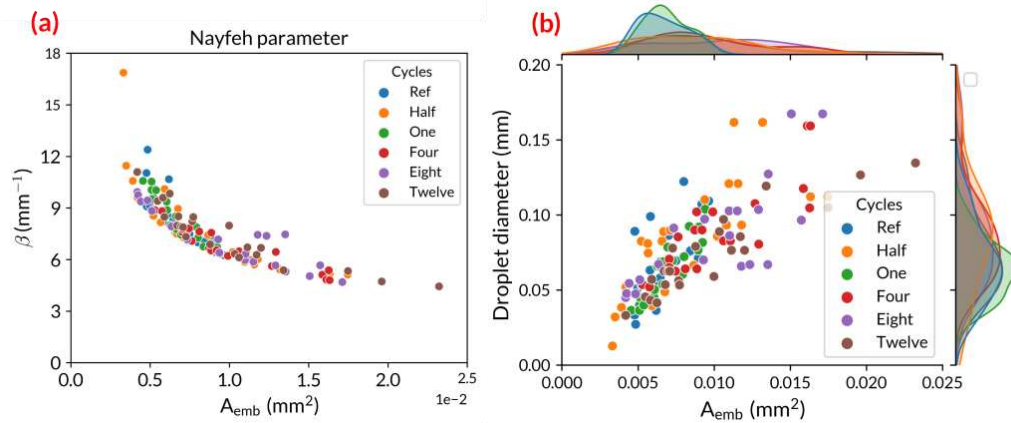 (a)
Nayfeh parameter
β (mm⁻¹)
18
15
12
9
6
3
0
0.0 0.5 1.0 1.5 2.0 2.5
1e−2
A_emb (mm²)
Cycles
Ref
Half
One
Four
Eight
Twelve
(b)
Droplet diameter (mm)
0.20
0.15
0.10
0.05
0.00
0.000 0.005 0.010 0.015 0.020 0.025
A_emb (mm²)
Cycles
Ref
Half
One
Four
Eight
Twelve